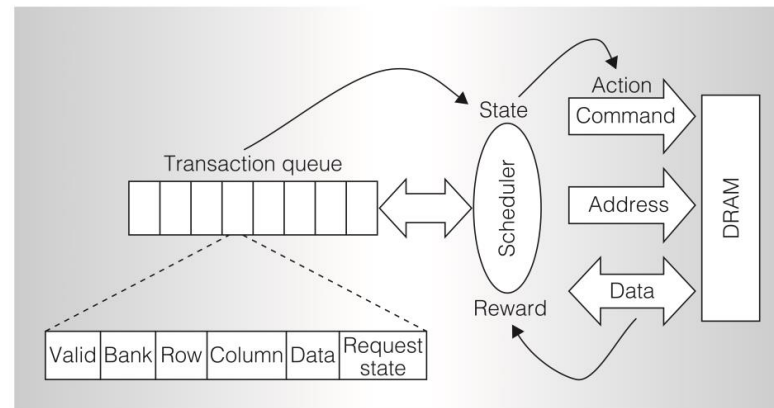 Action
State
Command
Transaction queue
Scheduler
Address
DRAM
Data
Reward
Valid Bank Row Column Data Request
state